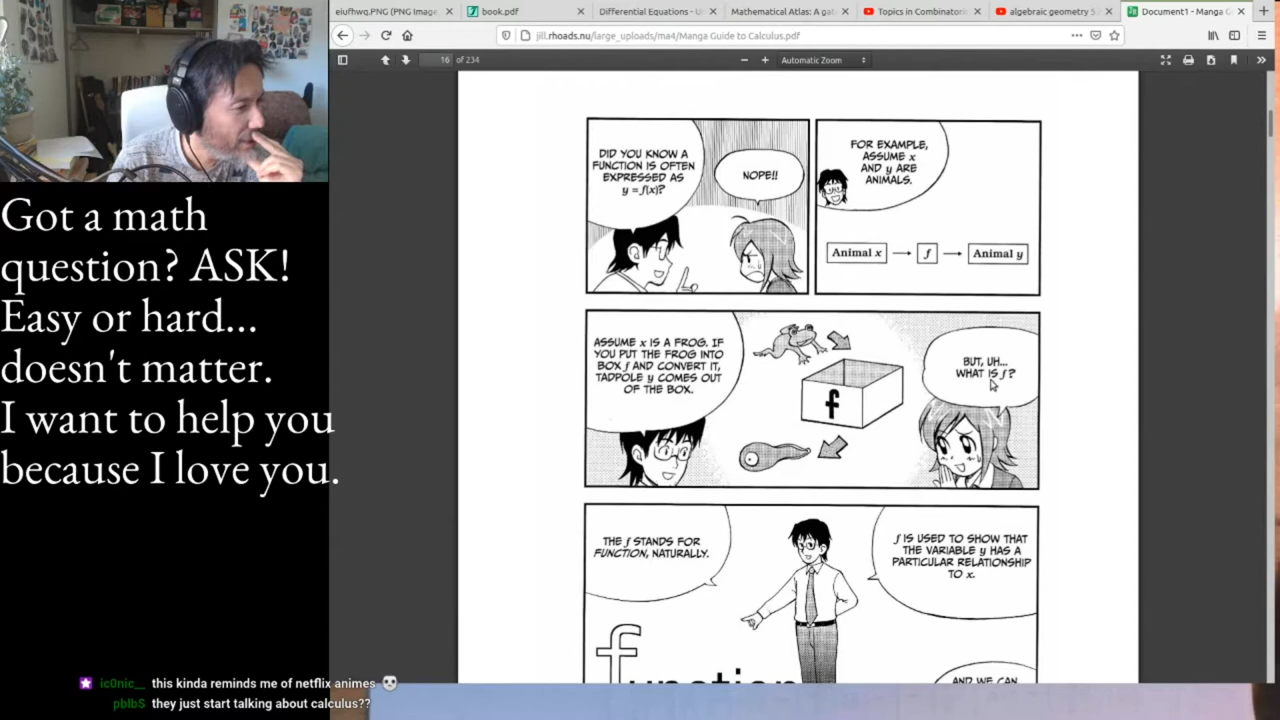 eiufhwq.PNG (PNG Image
book.pdf
Differential Equations - U
Mathematical Atlas: A ga
Topics in Combinator
algebraic geometry 5
Document1 - Manga G
jill.rhoads.nu/large_uploads/ma4/Manga Guide to Calculus.pdf
16 of 234
Automatic Zoom
Got a math
question? ASK!
Easy or hard...
doesn't matter.
I want to help you
because I love you.
DID YOU KNOW A
FUNCTION IS OFTEN
EXPRESSED AS
y = f(x)?
NOPE!!
FOR EXAMPLE,
ASSUME x
AND y ARE
ANIMALS.
Animal x → f → Animal y
ASSUME x IS A FROG. IF
YOU PUT THE FROG INTO
BOX f AND CONVERT IT,
TADPOLE y COMES OUT
OF THE BOX.
f
BUT, UH...
WHAT IS f?
THE f STANDS FOR
FUNCTION, NATURALLY.
f IS USED TO SHOW THAT
THE VARIABLE y HAS A
PARTICULAR RELATIONSHIP
TO x.
function
AND WE CAN
ic0nic__ this kinda reminds me of netflix animes
pblbS they just start talking about calculus??